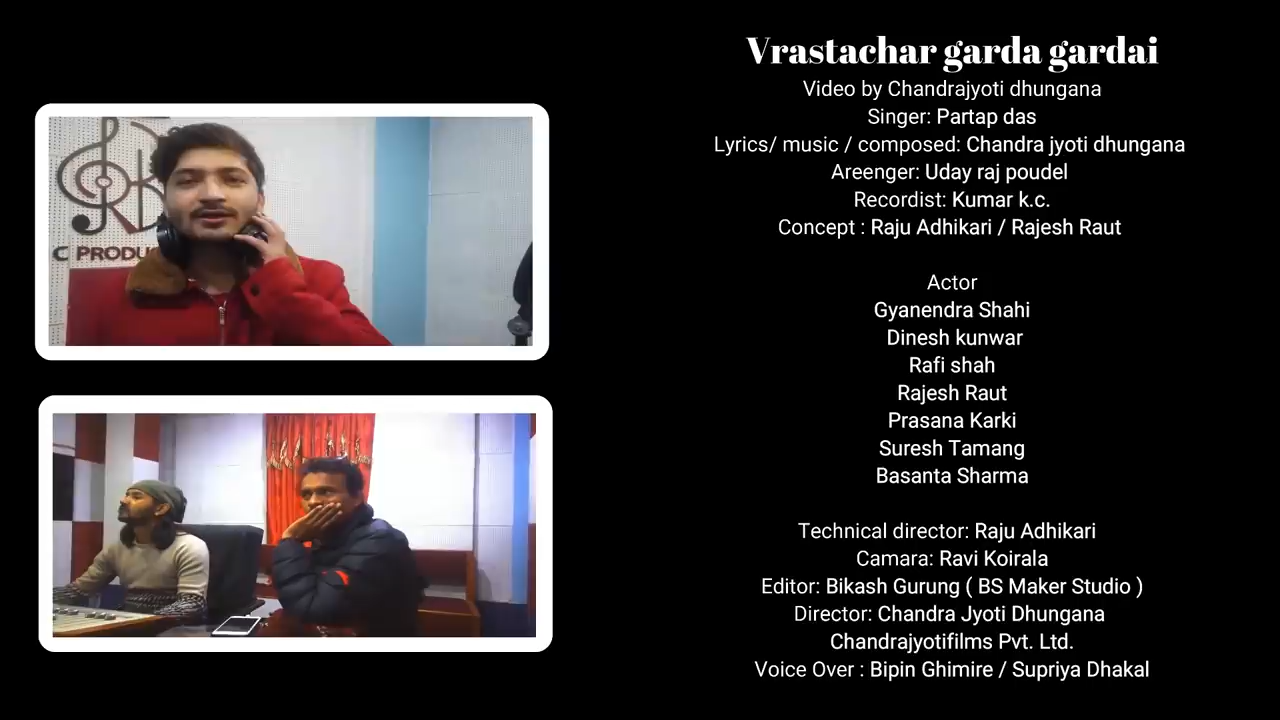 Vrastachar garda gardai
Video by Chandrajyoti dhungana
Singer: Partap das
Lyrics/ music / composed: Chandra jyoti dhungana
Areenger: Uday raj poudel
Recordist: Kumar k.c.
Concept : Raju Adhikari / Rajesh Raut
Actor
Gyanendra Shahi
Dinesh kunwar
Rafi shah
Rajesh Raut
Prasana Karki
Suresh Tamang
Basanta Sharma
Technical director: Raju Adhikari
Camara: Ravi Koirala
Editor: Bikash Gurung ( BS Maker Studio )
Director: Chandra Jyoti Dhungana
Chandrajyotifilms Pvt. Ltd.
Voice Over : Bipin Ghimire / Supriya Dhakal